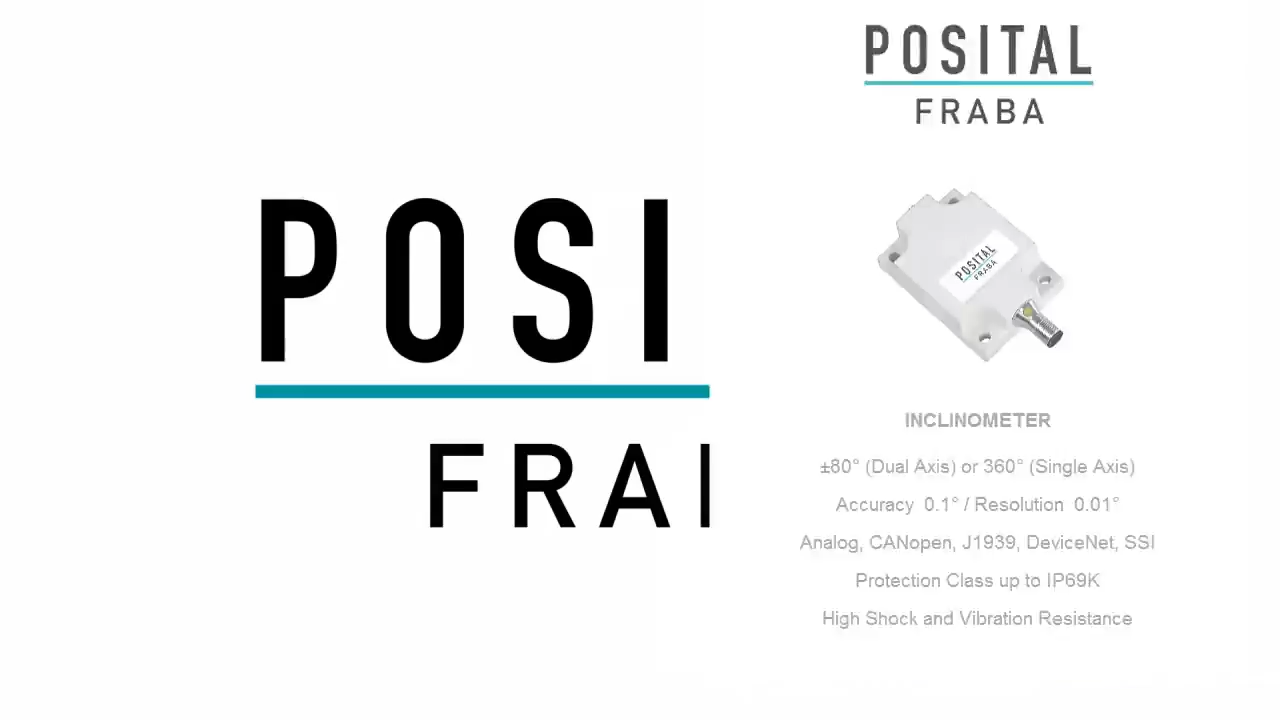 POSI
FRA
POSITAL
FRABA
POSITAL
FRABA
INCLINOMETER
±80° (Dual Axis) or 360° (Single Axis)
Accuracy 0.1° / Resolution 0.01°
Analog, CANopen, J1939, DeviceNet, SSI
Protection Class up to IP69K
High Shock and Vibration Resistance